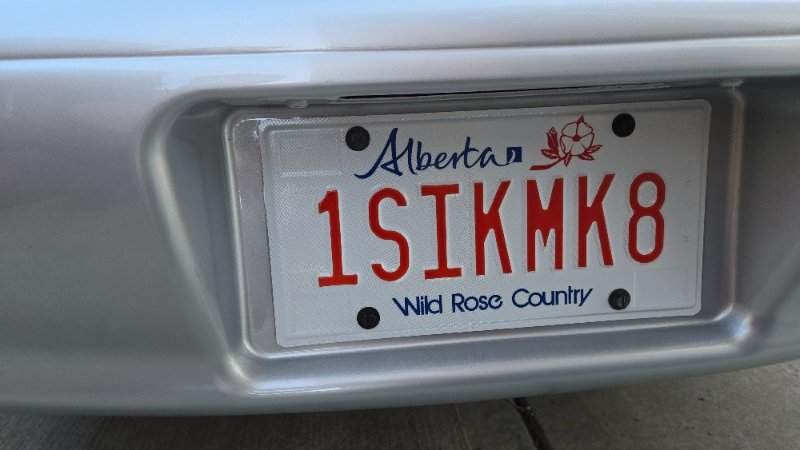 Alberta
1SIKMK8
Wild Rose Country